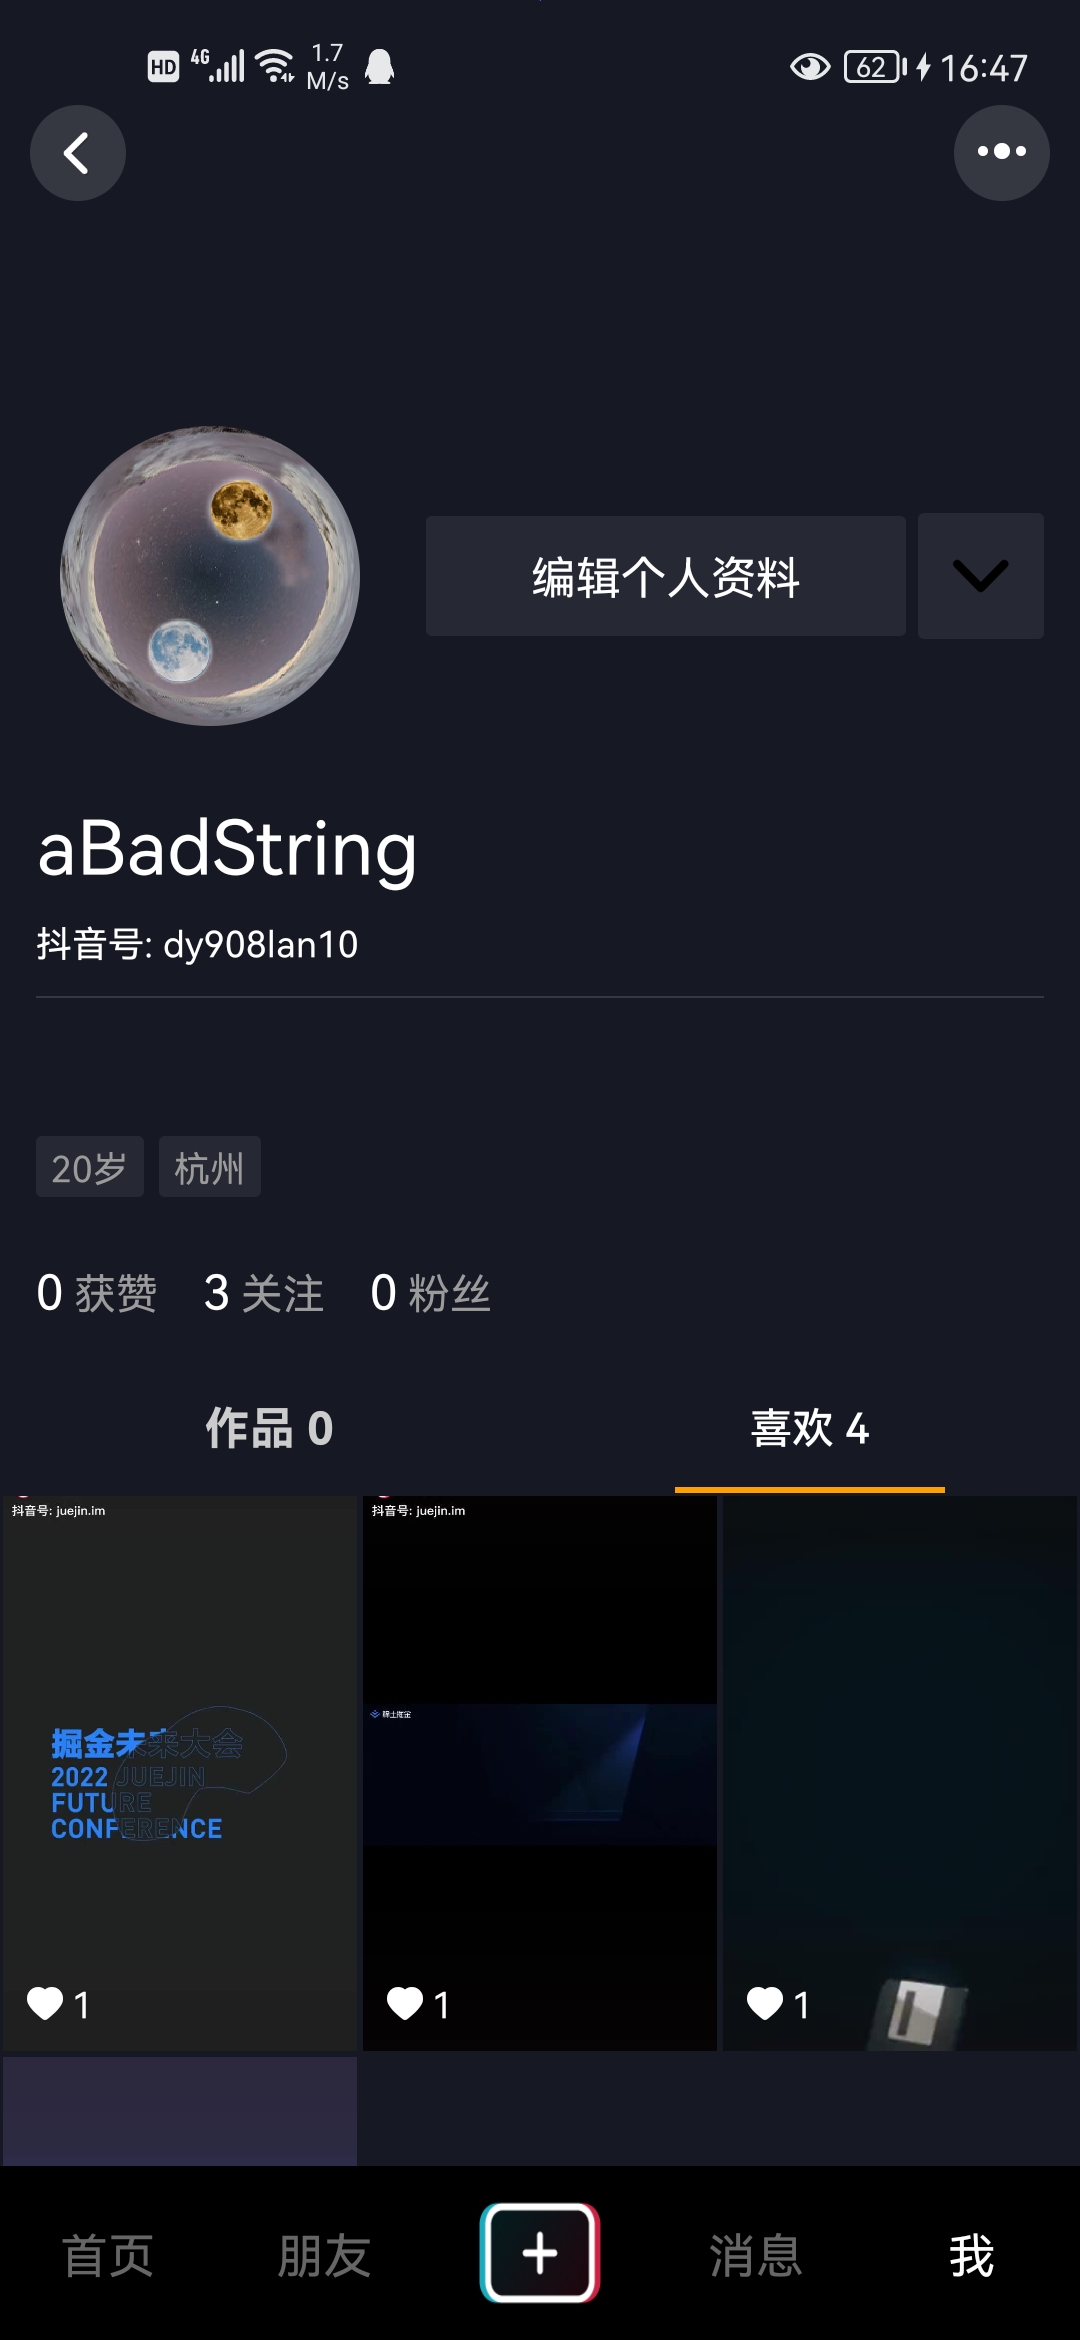 HD 4G 1.7 M/s 62 16:47
编辑个人资料
aBadString
抖音号: dy908lan10
20岁 杭州
0 获赞 3 关注 0 粉丝
作品 0 喜欢 4
抖音号: juejin.im 抖音号: juejin.im
稀土掘金
掘金未来大会
2022 JUEJIN
FUTURE
CONFERENCE
1 1 1
首页 朋友 消息 我